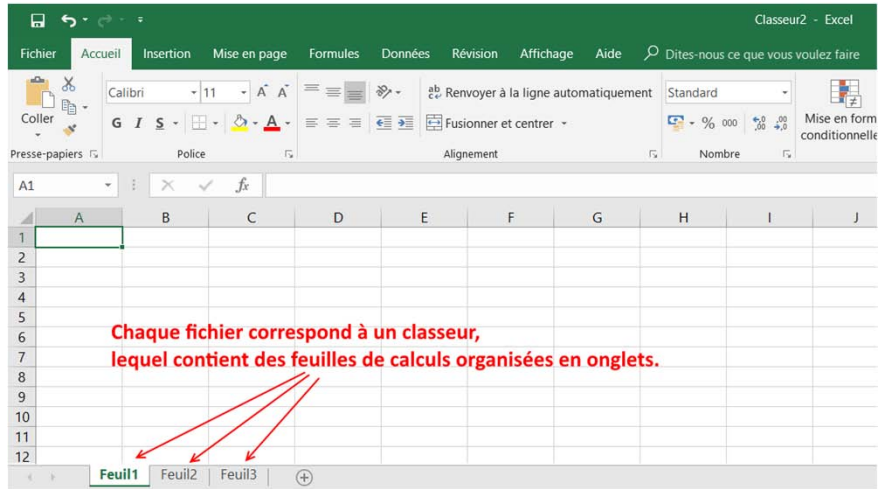 Classeur2 - Excel
Fichier Accueil Insertion Mise en page Formules Données Révision Affichage Aide Dites-nous ce que vous voulez faire
Calibri 11 A A ab Renvoyer à la ligne automatiquement Standard
Coller G I S A Fusionner et centrer % 000 ,00 ,0 Mise en form
conditionnelle
Presse-papiers Police Alignement Nombre
A1 fx
A B C D E F G H I J
1
2
3
4
5
6
7
8
9
10
11
12
Chaque fichier correspond à un classeur,
lequel contient des feuilles de calculs organisées en onglets.
Feuil1 Feuil2 Feuil3